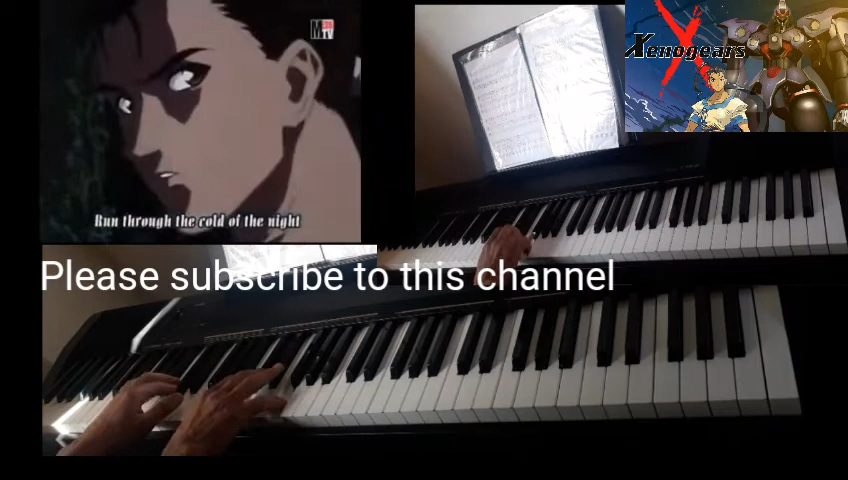 MTV
Xenogears
Run through the cold of the night
Please subscribe to this channel